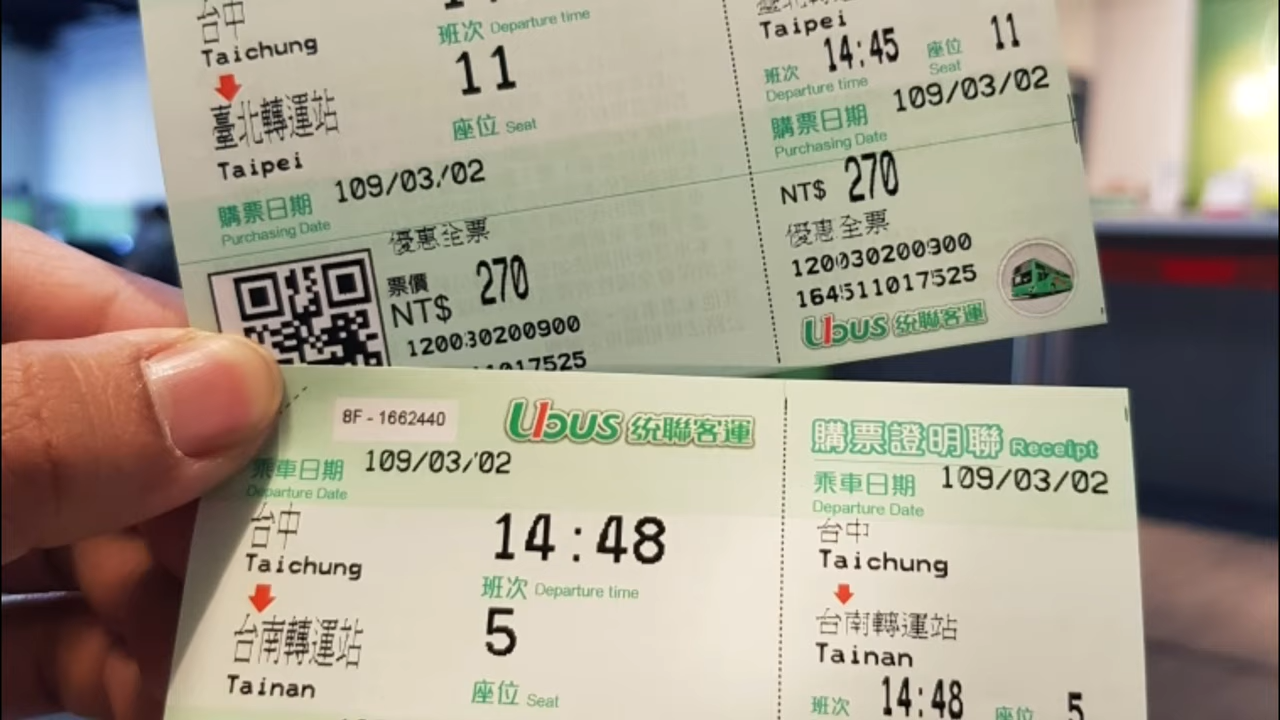 台中
Taichung
班次 Departure time
11
臺北轉運站
Taipei
座位 Seat
購票日期 109/03/02
Purchasing Date
優惠全票
票價
NT$ 270
120030200900
Taipei
班次 14:45 座位 11
Departure time Seat
購票日期 109/03/02
Purchasing Date
NT$ 270
優惠全票
120030200900
164511017525
Ubus 統聯客運
8F - 1662440 Ubus 統聯客運
乘車日期 109/03/02
Departure Date
台中
Taichung
14:48
班次 Departure time
5
台南轉運站
Tainan
座位 Seat
購票證明聯 Receipt
乘車日期 109/03/02
Departure Date
台中
Taichung
台南轉運站
Tainan
班次 14:48 座位 5